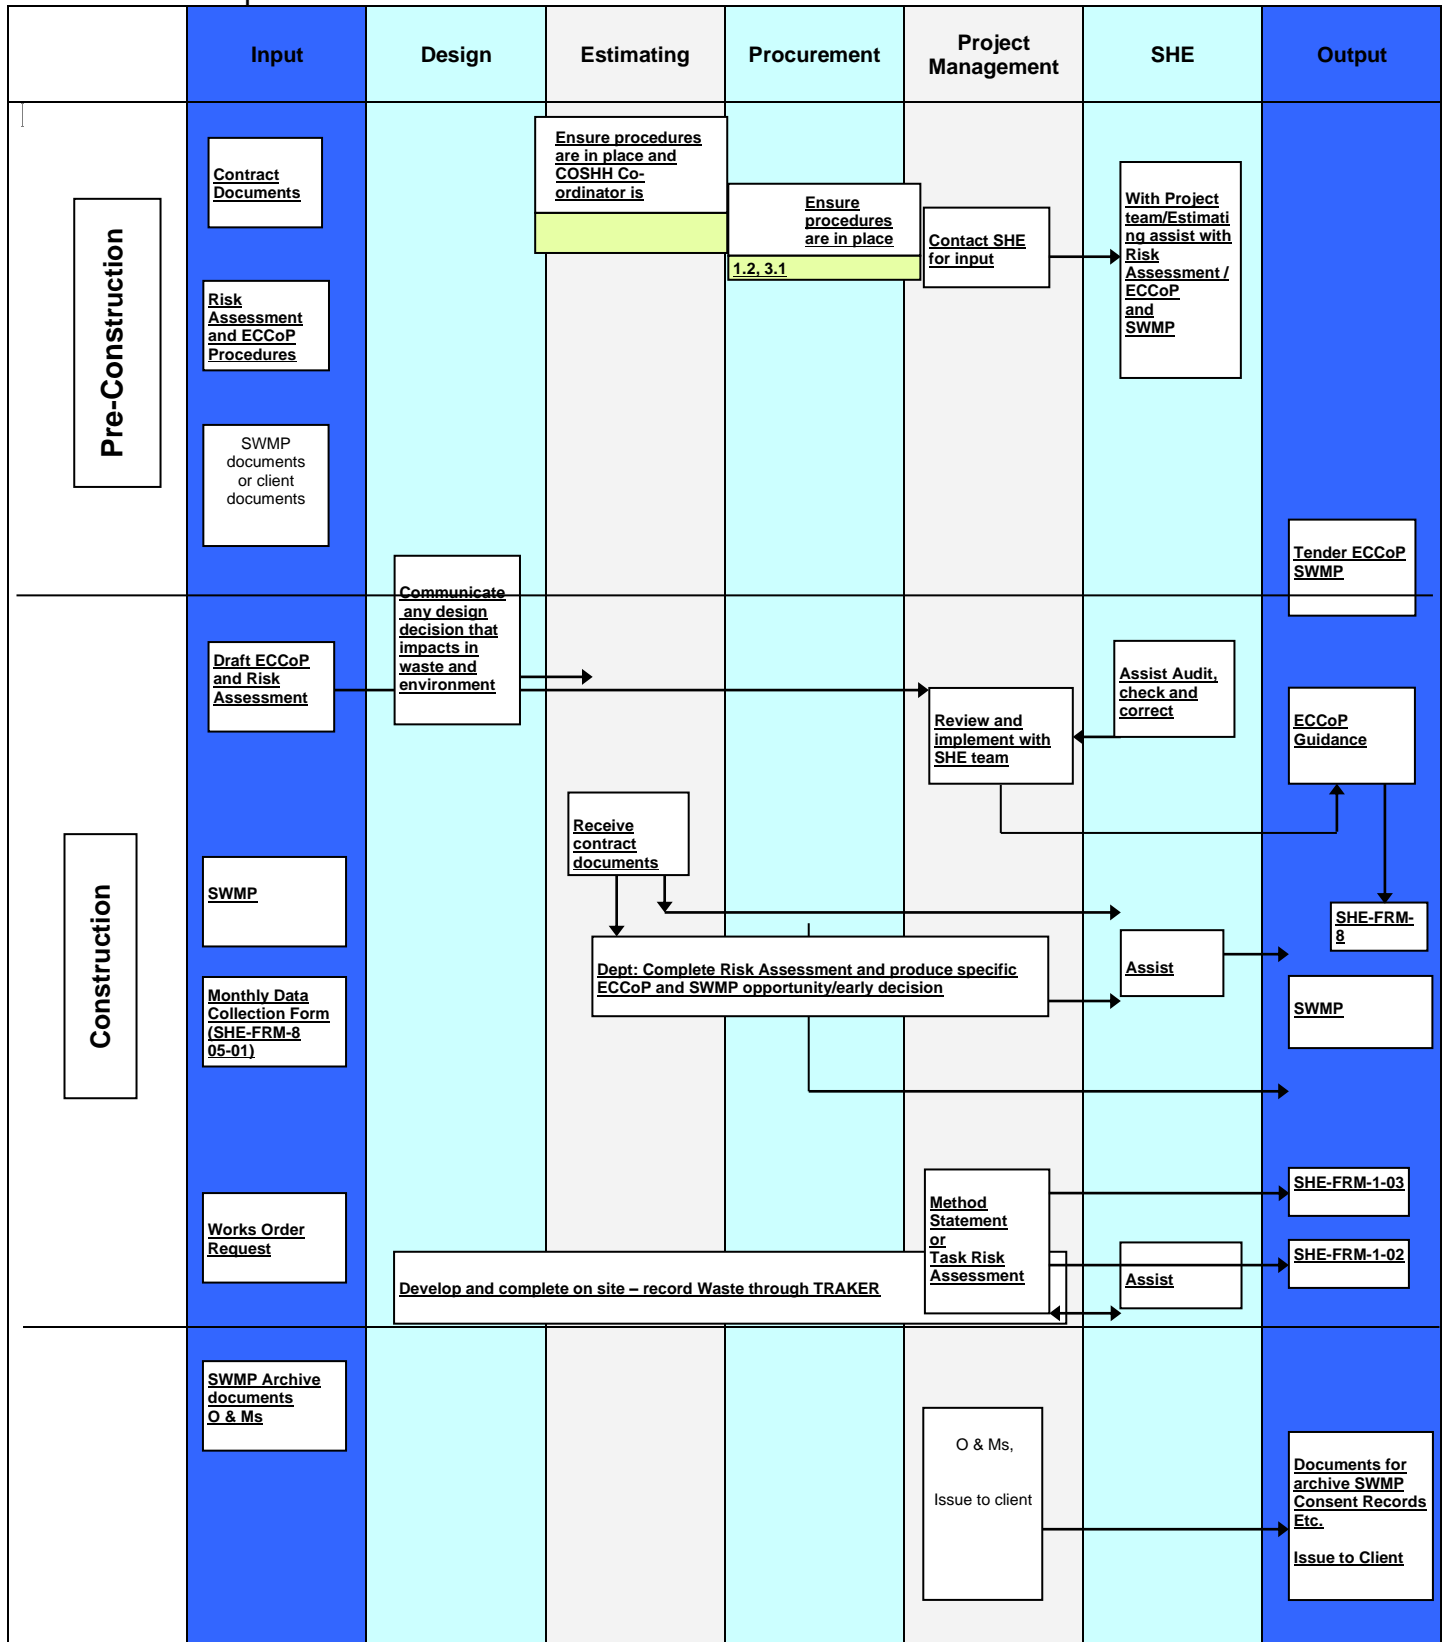 Input
Design
Estimating
Procurement
Project
Management
SHE
Output
Pre-Construction
Contract
Documents
Ensure procedures
are in place and
COSHH Co-
ordinator is
Ensure
procedures
are in place
1.2, 3.1
Contact SHE
for input
With Project
team/Estimati
ng assist with
Risk
Assessment /
ECCoP
and
SWMP
Risk
Assessment
and ECCoP
Procedures
SWMP
documents
or client
documents
Tender ECCoP
SWMP
Construction
Communicate
any design
decision that
impacts in
waste and
environment
Draft ECCoP
and Risk
Assessment
Review and
implement with
SHE team
Assist Audit,
check and
correct
ECCoP
Guidance
Receive
contract
documents
SWMP
SHE-FRM-
8
Dept: Complete Risk Assessment and produce specific
ECCoP and SWMP opportunity/early decision
Assist
Monthly Data
Collection Form
(SHE-FRM-8
05-01)
SWMP
Works Order
Request
Method
Statement
or
Task Risk
Assessment
SHE-FRM-1-03
SHE-FRM-1-02
Develop and complete on site – record Waste through TRAKER
Assist
SWMP Archive
documents
O & Ms
O & Ms,
Issue to client
Documents for
archive SWMP
Consent Records
Etc.
Issue to Client